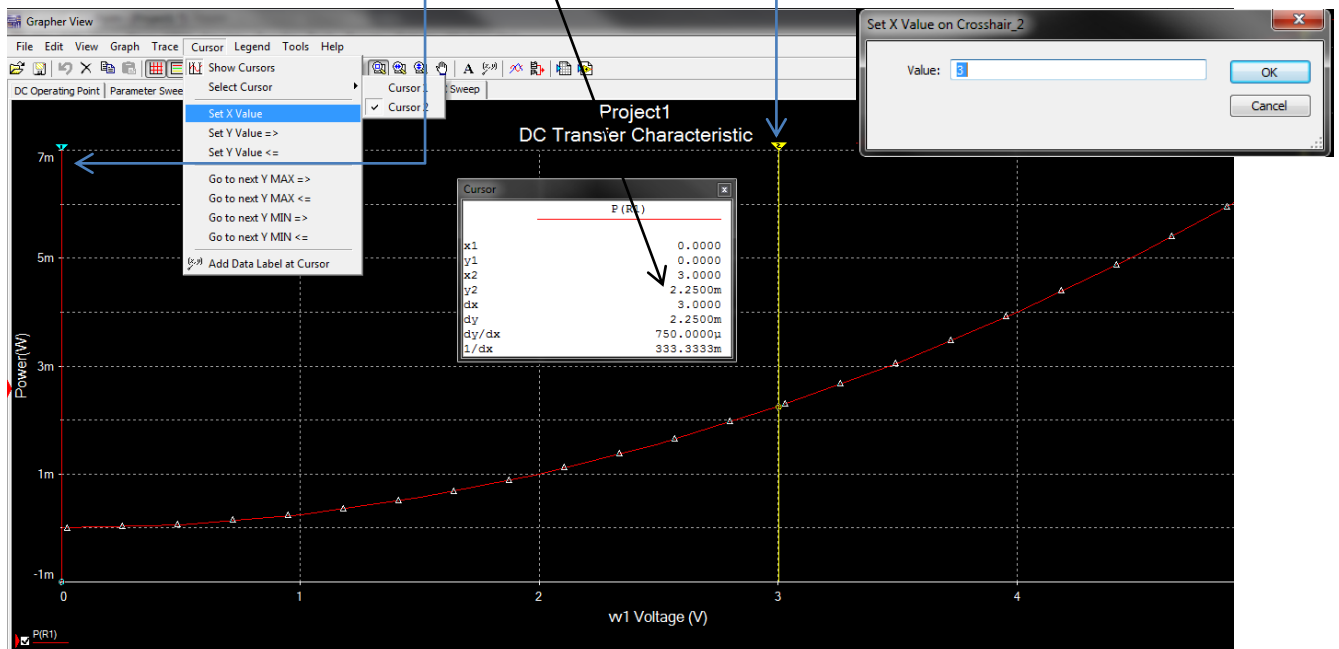 Grapher View
File Edit View Graph Trace Cursor Legend Tools Help
Show Cursors
Select Cursor
Set X Value
Set Y Value =>
Set Y Value <=
Go to next Y MAX =>
Go to next Y MAX <=
Go to next Y MIN =>
Go to next Y MIN <=
Add Data Label at Cursor
Cursor 1
Cursor 2
DC Operating Point Parameter Swee Sweep
Set X Value on Crosshair_2
Value: 3
OK
Cancel
Project1
DC Transfer Characteristic
1
2
Cursor
P(R1)
x1 0.0000
y1 0.0000
x2 3.0000
y2 2.2500m
dx 3.0000
dy 2.2500m
dy/dx 750.0000µ
1/dx 333.3333m
Power(W)
7m
5m
3m
1m
-1m
0 1 2 3 4
vv1 Voltage (V)
P(R1)